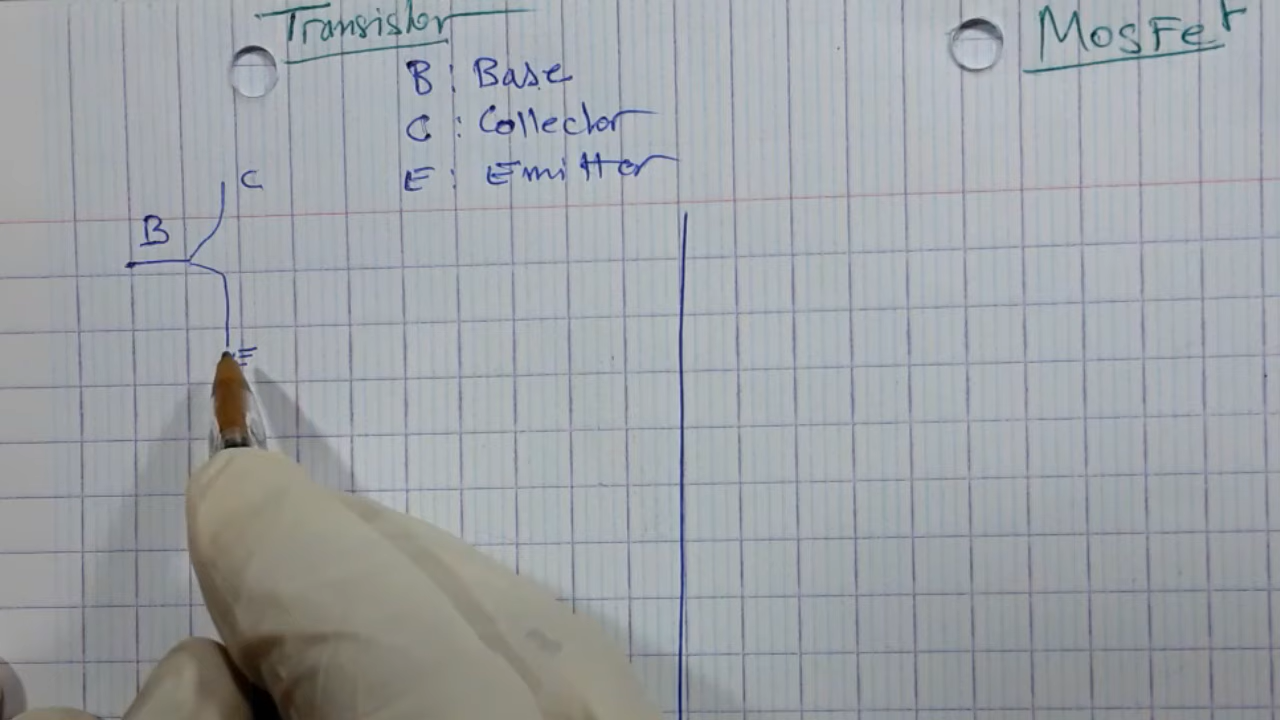 Transistor
MosFet
B : Base
C : Collector
E : Emitter
C
B
E